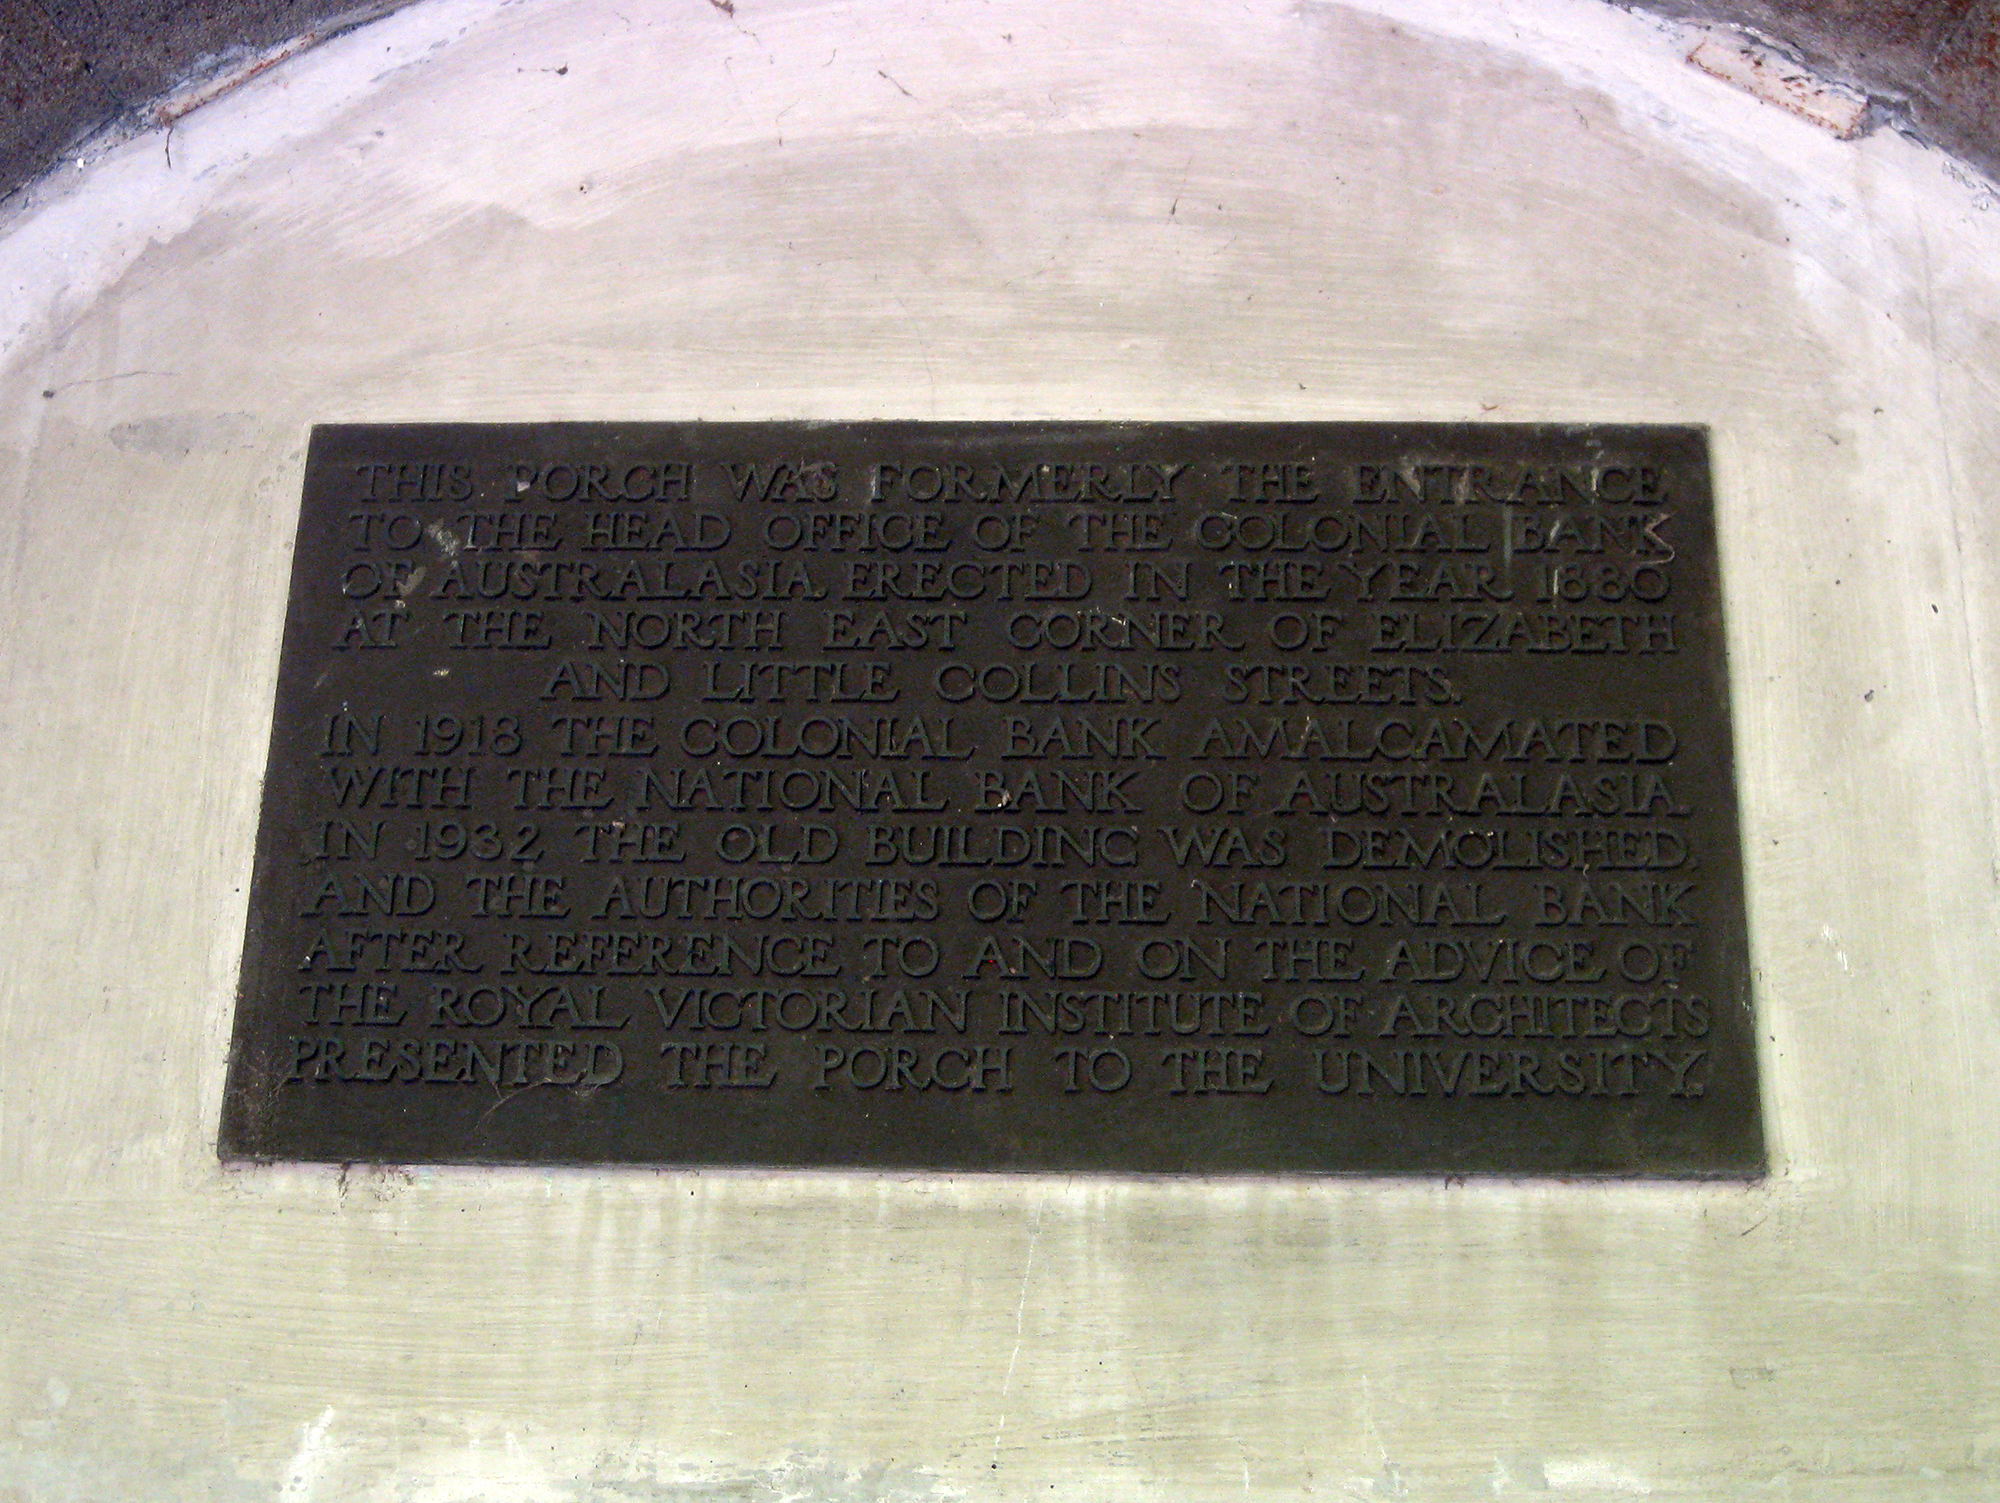 THIS PORCH WAS FORMERLY THE ENTRANCE
TO THE HEAD OFFICE OF THE COLONIAL BANK
OF AUSTRALASIA ERECTED IN THE YEAR 1880
AT THE NORTH EAST CORNER OF ELIZABETH
AND LITTLE COLLINS STREETS.
IN 1918 THE COLONIAL BANK AMALGAMATED
WITH THE NATIONAL BANK OF AUSTRALASIA.
IN 1932, THE OLD BUILDING WAS DEMOLISHED,
AND THE AUTHORITIES OF THE NATIONAL BANK
AFTER REFERENCE TO AND ON THE ADVICE OF
THE ROYAL VICTORIAN INSTITUTE OF ARCHITECTS
PRESENTED THE PORCH TO THE UNIVERSITY.